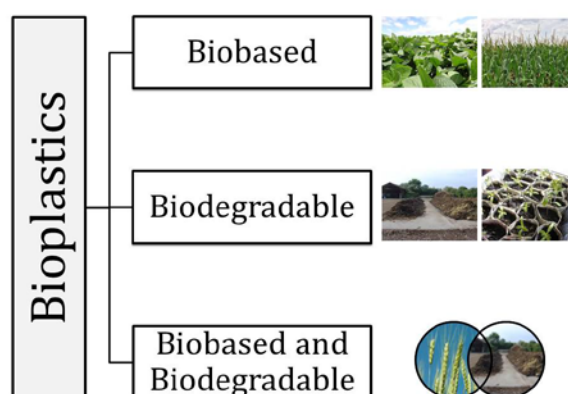 Bioplastics
Biobased
Biodegradable
Biobased and
Biodegradable